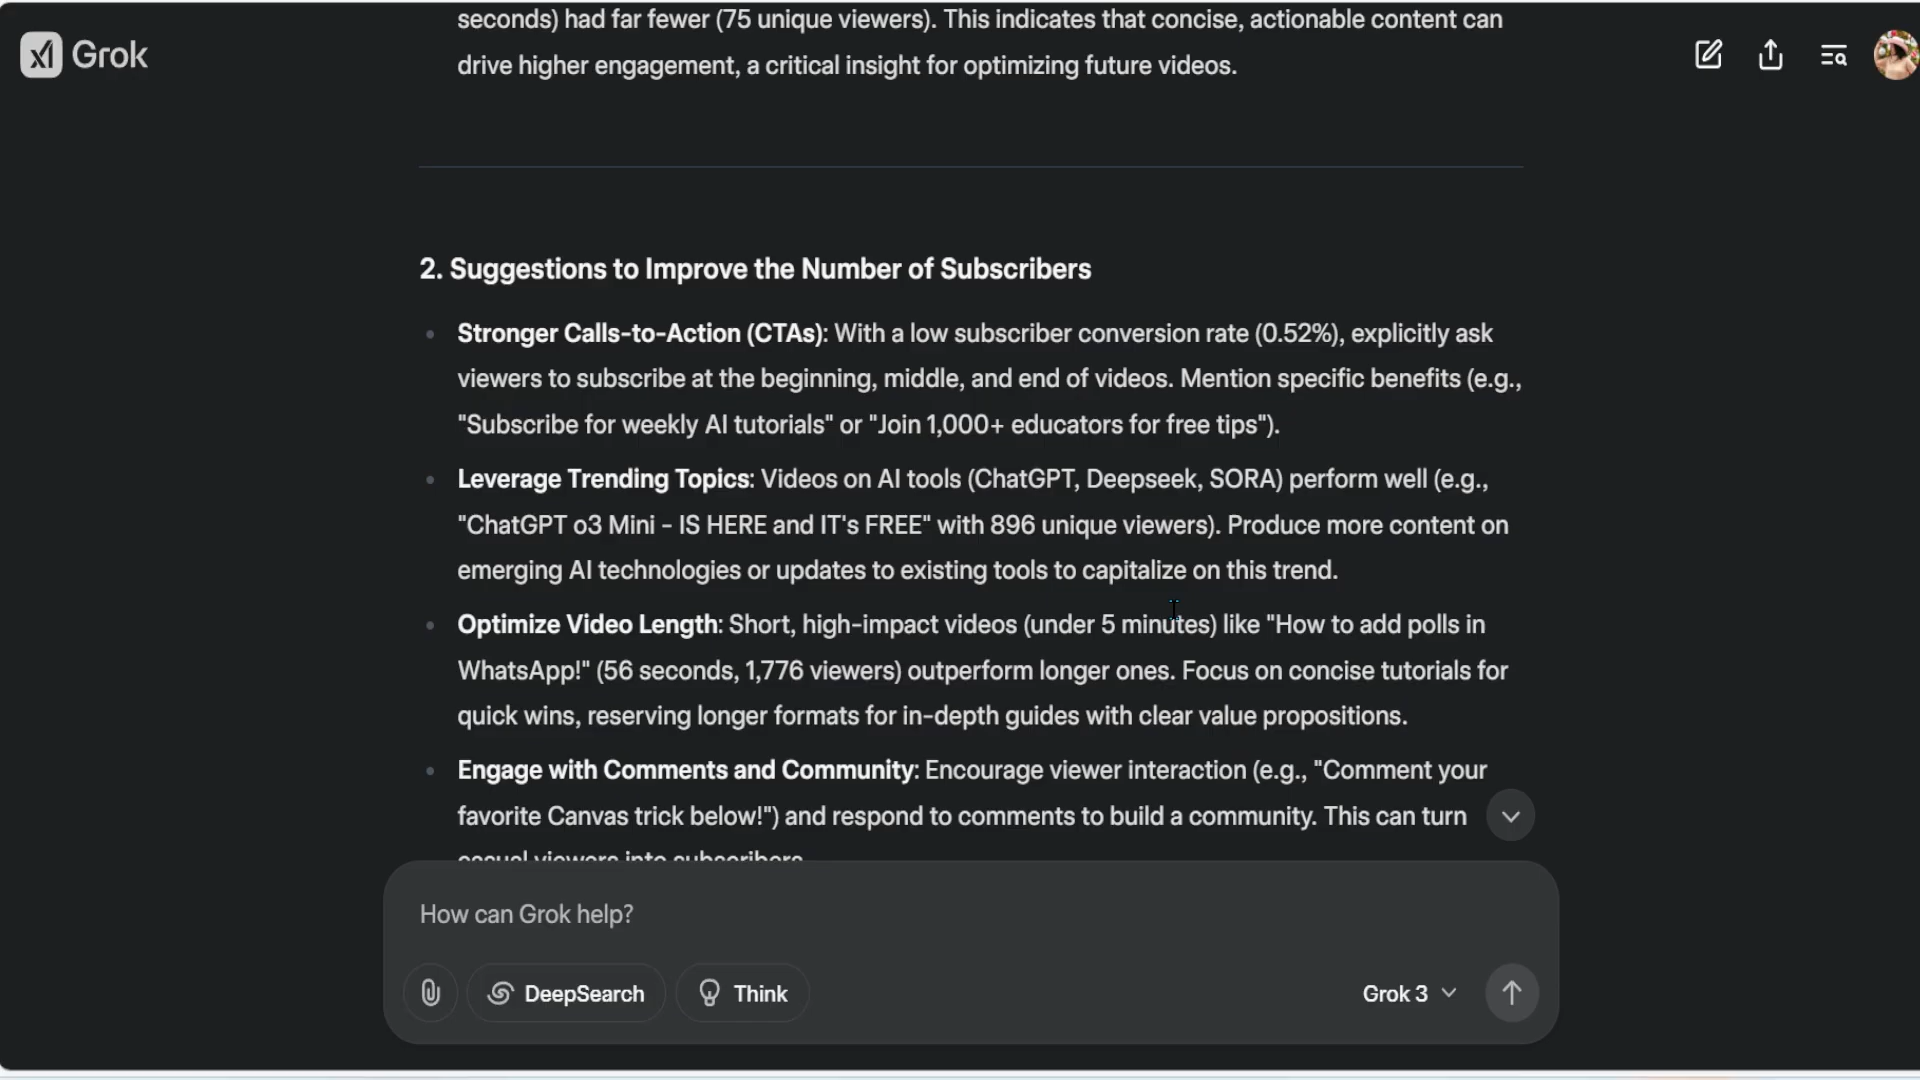 seconds) had far fewer (75 unique viewers). This indicates that concise, actionable content can
Grok
drive higher engagement, a critical insight for optimizing future videos.
2. Suggestions to Improve the Number of Subscribers
• Stronger Calls-to-Action (CTAs): With a low subscriber conversion rate (0.52%), explicitly ask
viewers to subscribe at the beginning, middle, and end of videos. Mention specific benefits (e.g.,
"Subscribe for weekly AI tutorials" or "Join 1,000+ educators for free tips").
• Leverage Trending Topics: Videos on AI tools (ChatGPT, Deepseek, SORA) perform well (e.g.,
"ChatGPT o3 Mini - IS HERE and IT's FREE" with 896 unique viewers). Produce more content on
emerging AI technologies or updates to existing tools to capitalize on this trend.
• Optimize Video Length: Short, high-impact videos (under 5 minutes) like "How to add polls in
WhatsApp!" (56 seconds, 1,776 viewers) outperform longer ones. Focus on concise tutorials for
quick wins, reserving longer formats for in-depth guides with clear value propositions.
• Engage with Comments and Community: Encourage viewer interaction (e.g., "Comment your
favorite Canvas trick below!") and respond to comments to build a community. This can turn
casual viewers into subscribers.
How can Grok help?
DeepSearch
Think
Grok 3